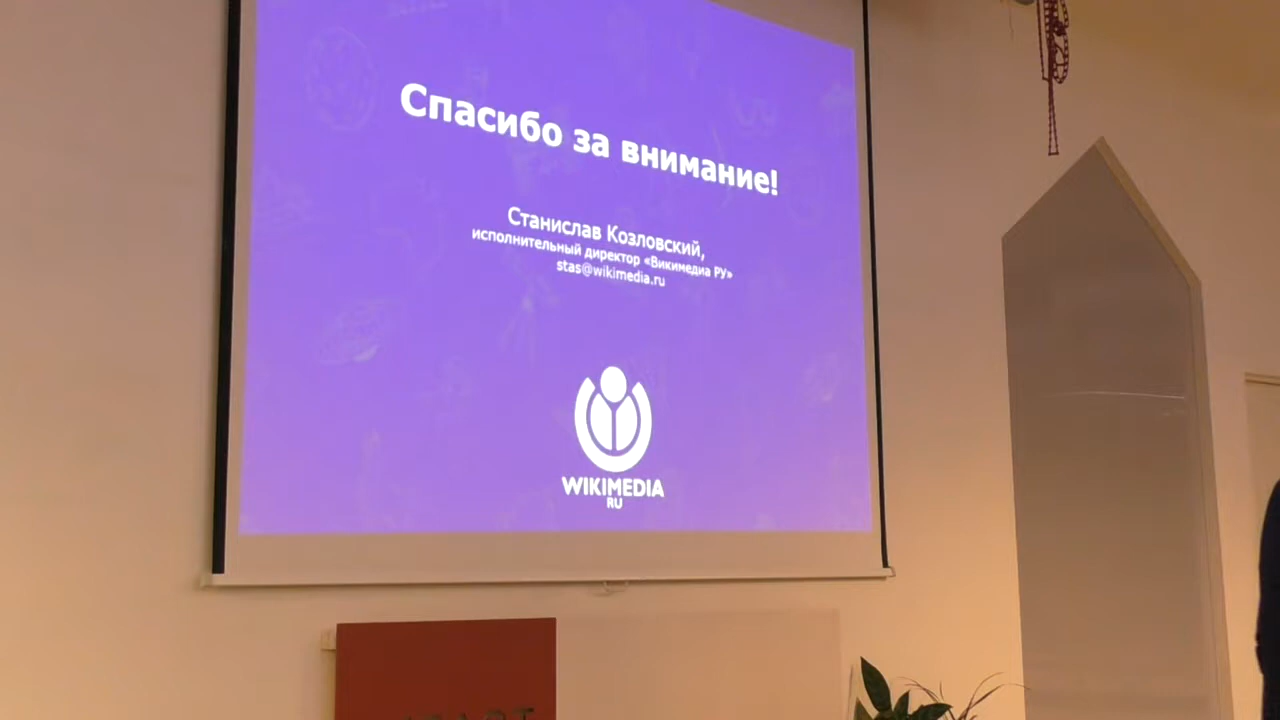 Спасибо за внимание!
Станислав Козловский,
исполнительный директор «Викимедиа РУ»
stas@wikimedia.ru
WIKIMEDIA
RU